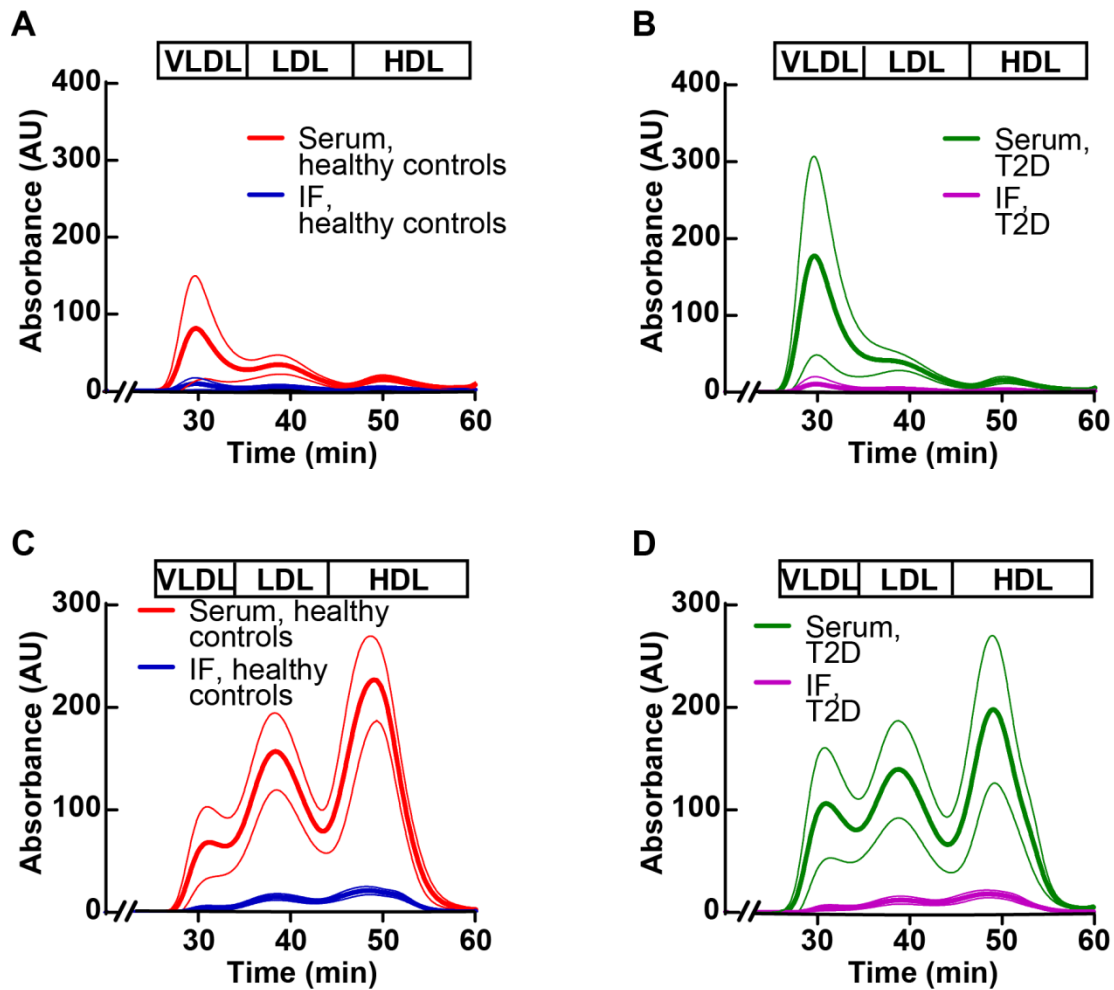 A
VLDL LDL HDL
400
300
200
100
0
Absorbance (AU)
Serum,
healthy controls
IF,
healthy controls
30 40 50 60
Time (min)
B
VLDL LDL HDL
400
300
200
100
0
Absorbance (AU)
Serum,
T2D
IF,
T2D
30 40 50 60
Time (min)
C
VLDL LDL HDL
300
200
100
0
Absorbance (AU)
Serum, healthy
controls
IF, healthy
controls
30 40 50 60
Time (min)
D
VLDL LDL HDL
300
200
100
0
Absorbance (AU)
Serum,
T2D
IF,
T2D
30 40 50 60
Time (min)